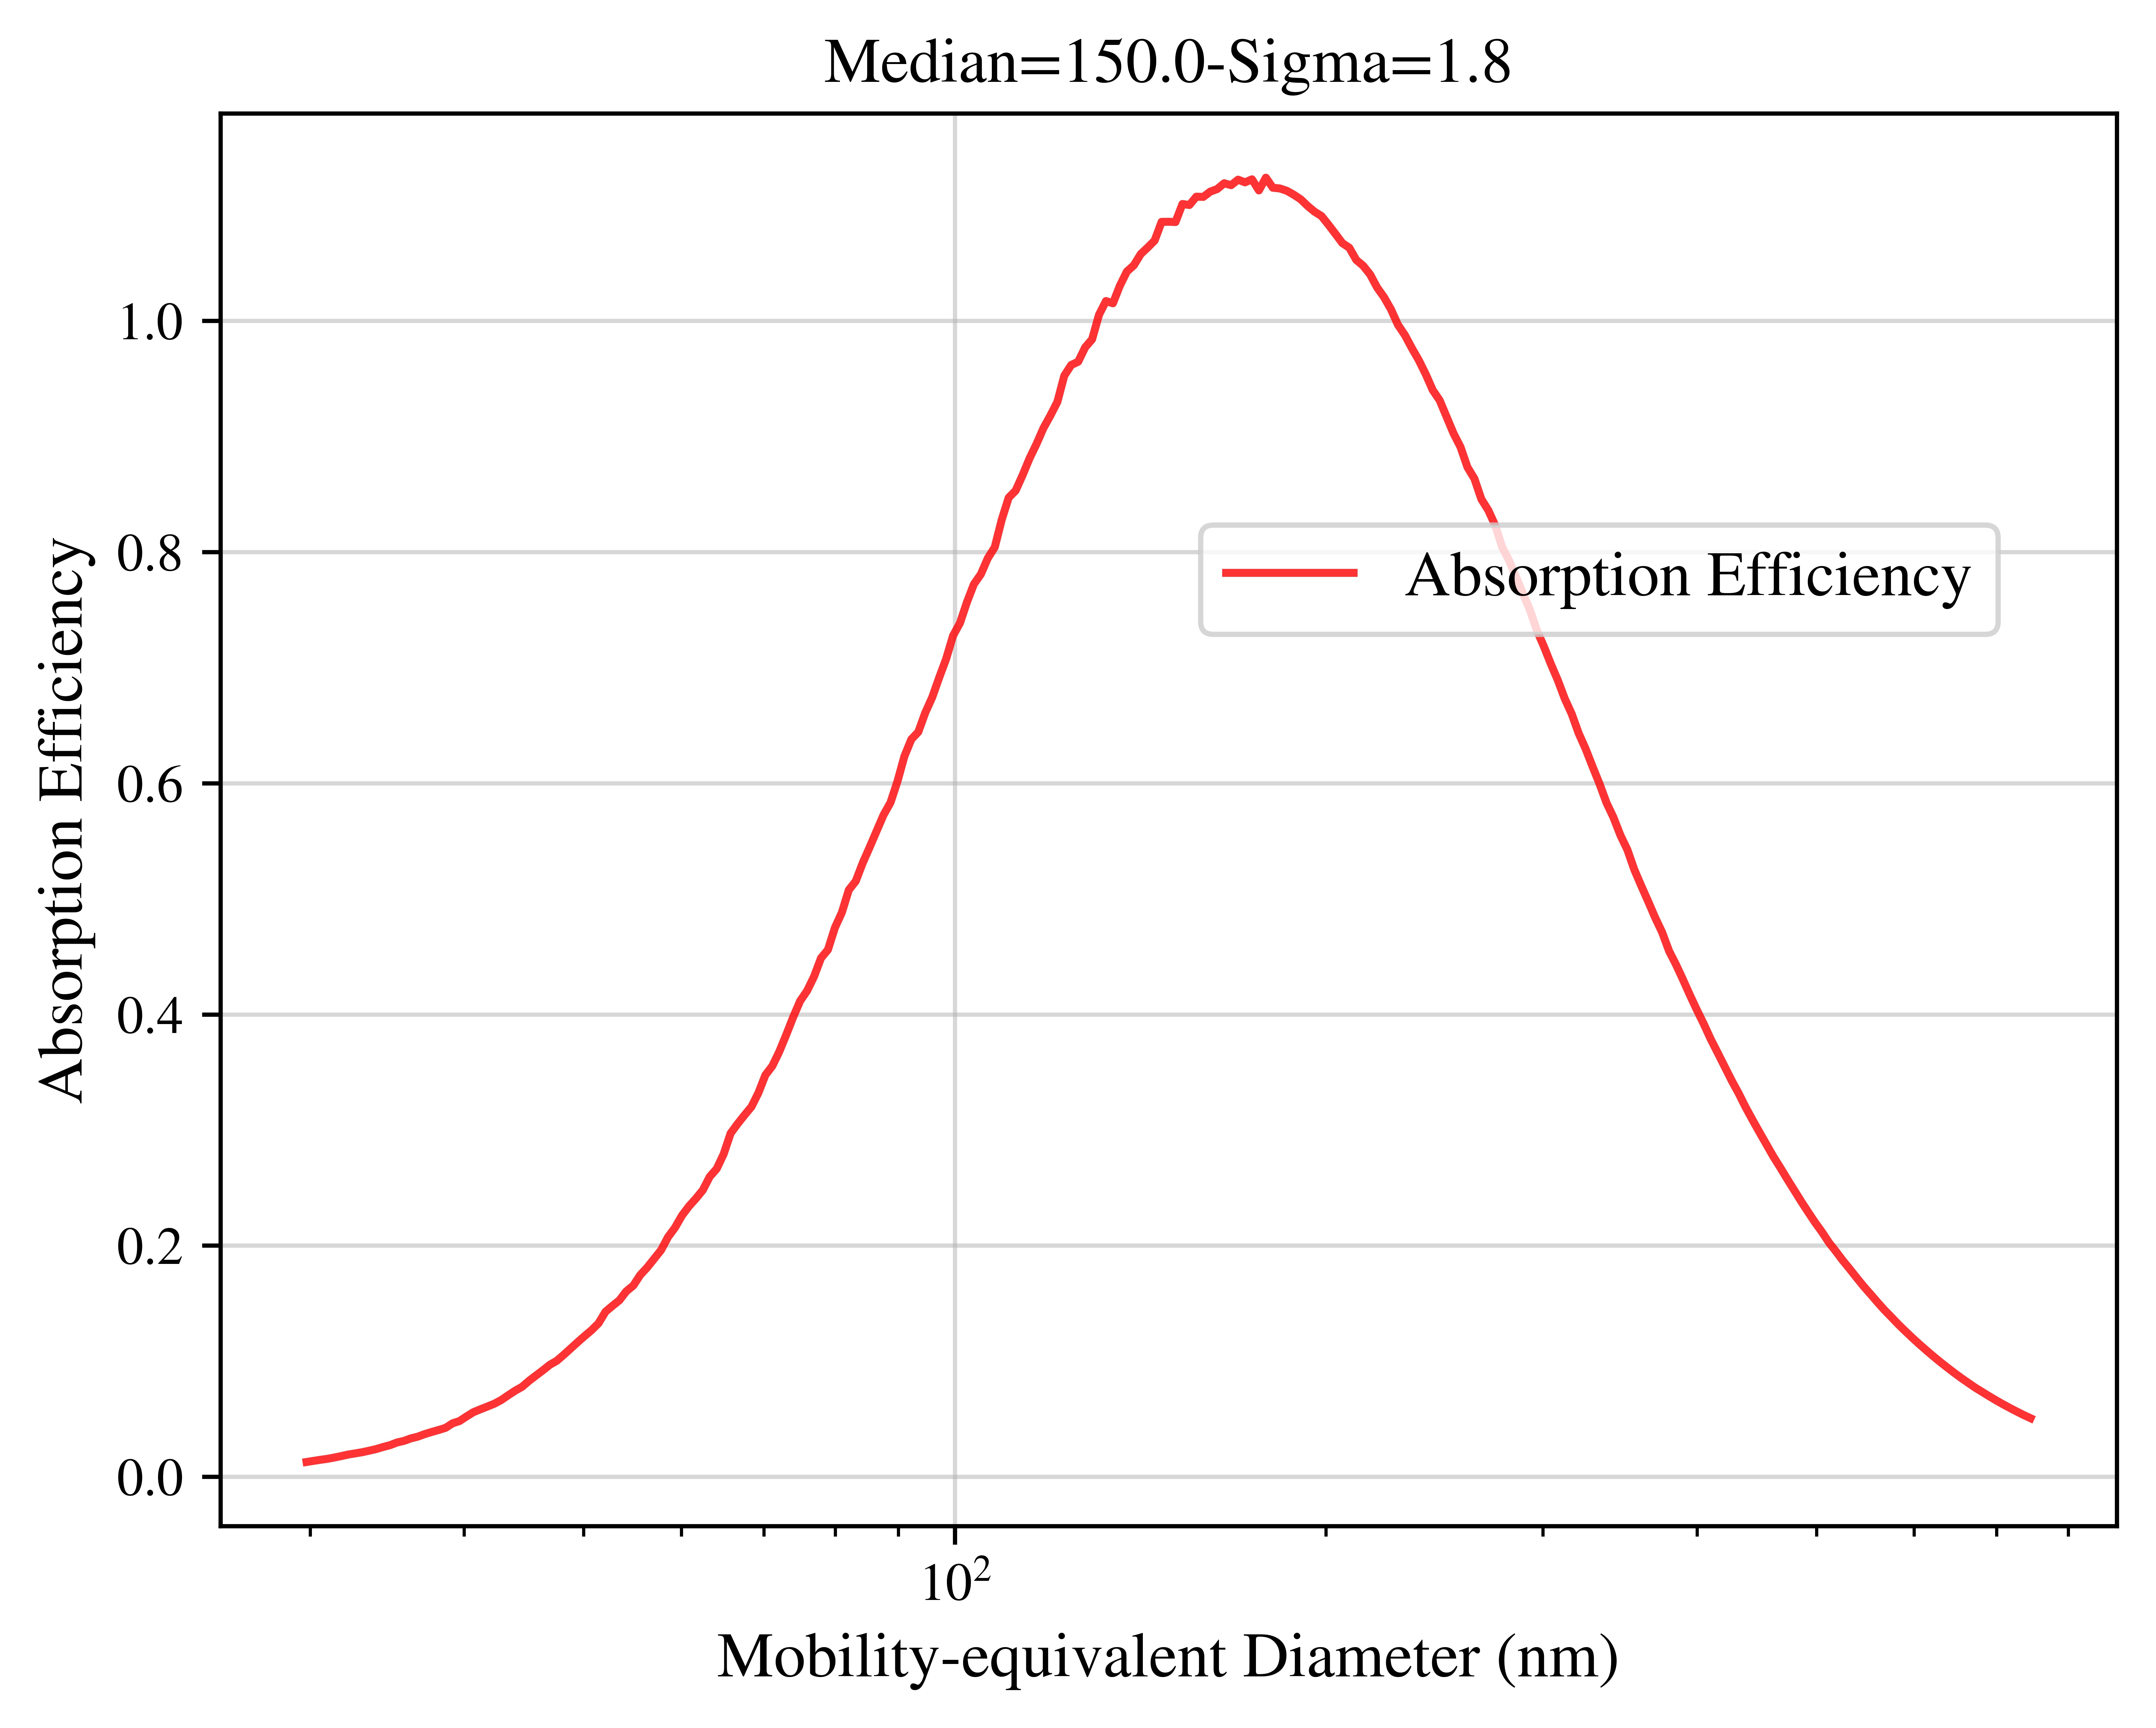 Median=150.0-Sigma=1.8
Absorption Efficiency
1.0
0.8
0.6
0.4
0.2
0.0
Absorption Efficiency
10²
Mobility-equivalent Diameter (nm)